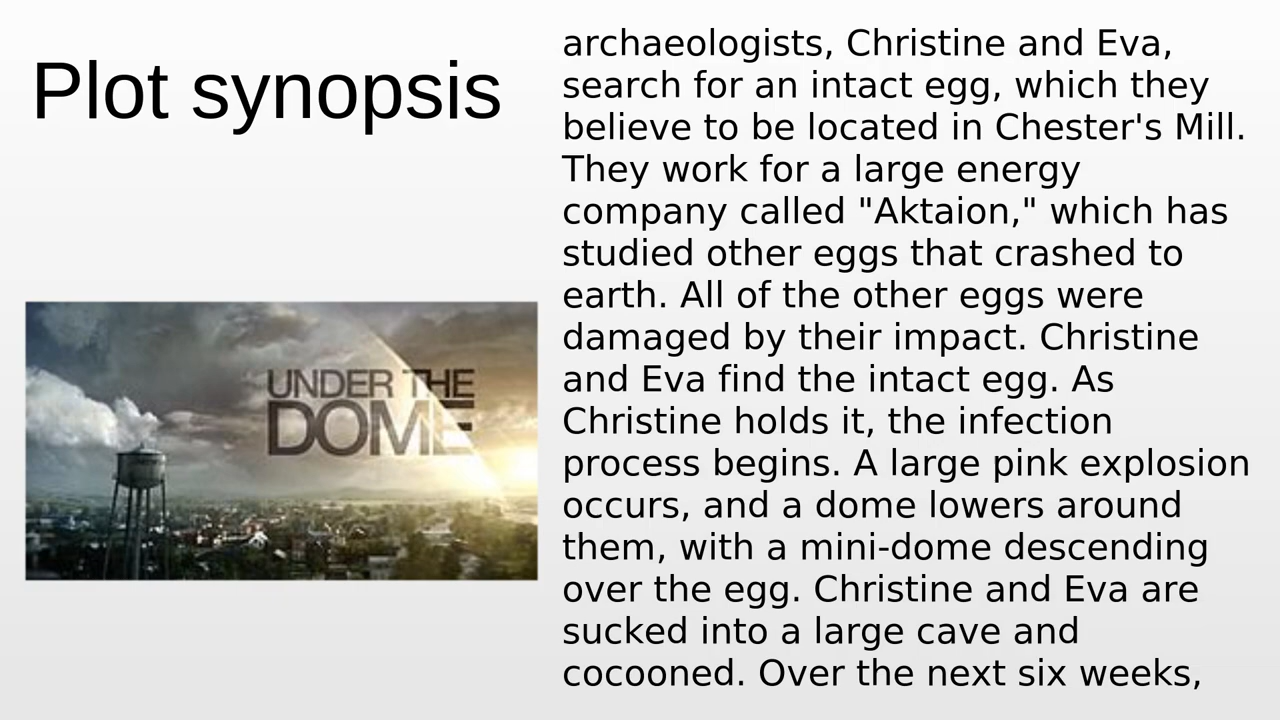 Plot synopsis
UNDER THE
DOME
archaeologists, Christine and Eva,
search for an intact egg, which they
believe to be located in Chester's Mill.
They work for a large energy
company called "Aktaion," which has
studied other eggs that crashed to
earth. All of the other eggs were
damaged by their impact. Christine
and Eva find the intact egg. As
Christine holds it, the infection
process begins. A large pink explosion
occurs, and a dome lowers around
them, with a mini-dome descending
over the egg. Christine and Eva are
sucked into a large cave and
cocooned. Over the next six weeks,